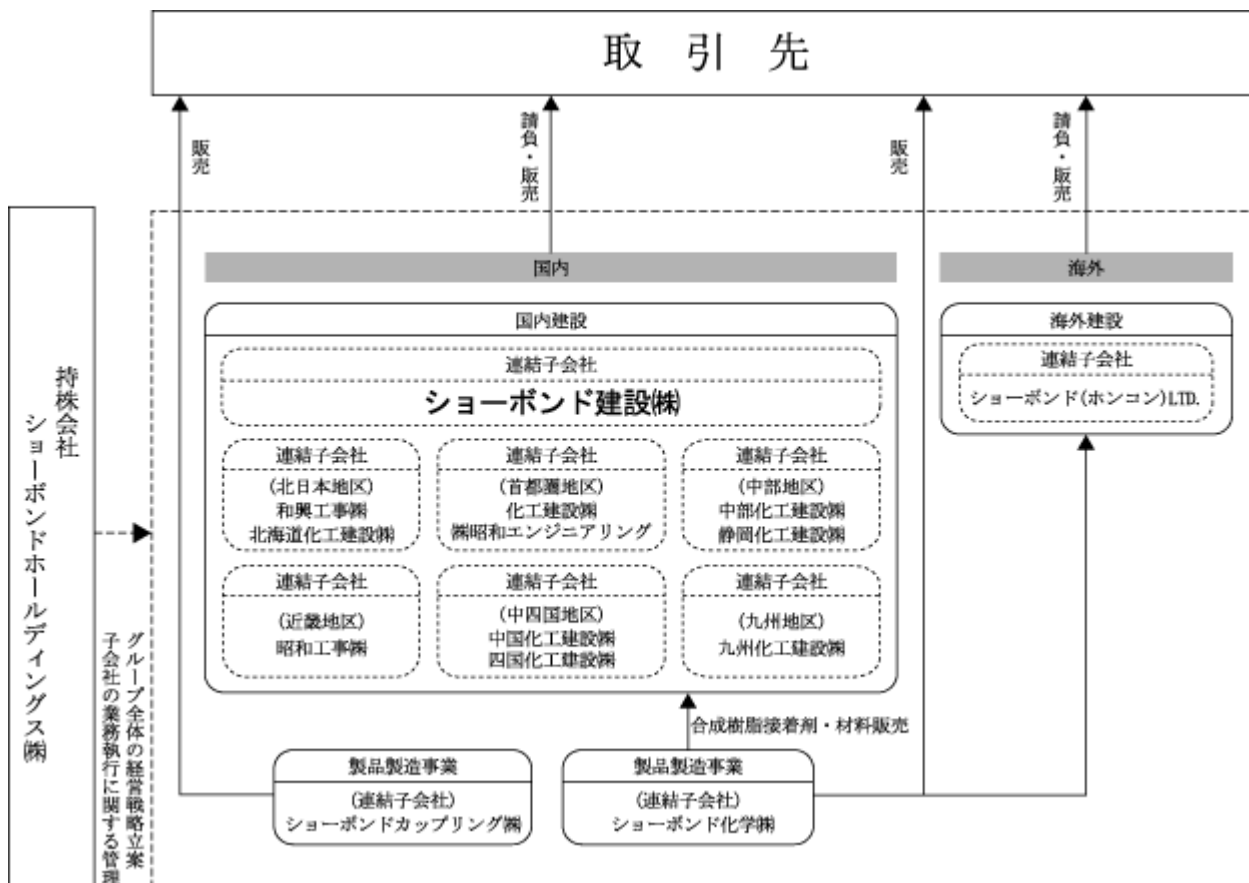 取引先
販売
請負・販売
販売
請負・販売
持株会社
ショーボンドホールディングス㈱
グループ全体の経営戦略立案
子会社の業務執行に関する管理
国内
国内建設
連結子会社
ショーボンド建設㈱
連結子会社
(北日本地区)
和興工事㈱
北海道化工建設㈱
連結子会社
(首都圏地区)
化工建設㈱
㈱昭和エンジニアリング
連結子会社
(中部地区)
中部化工建設㈱
静岡化工建設㈱
連結子会社
(近畿地区)
昭和工事㈱
連結子会社
(中四国地区)
中国化工建設㈱
四国化工建設㈱
連結子会社
(九州地区)
九州化工建設㈱
海外
海外建設
連結子会社
ショーボンド(ホンコン)LTD.
合成樹脂接着剤・材料販売
製品製造事業
(連結子会社)
ショーボンドカップリング㈱
製品製造事業
(連結子会社)
ショーボンド化学㈱